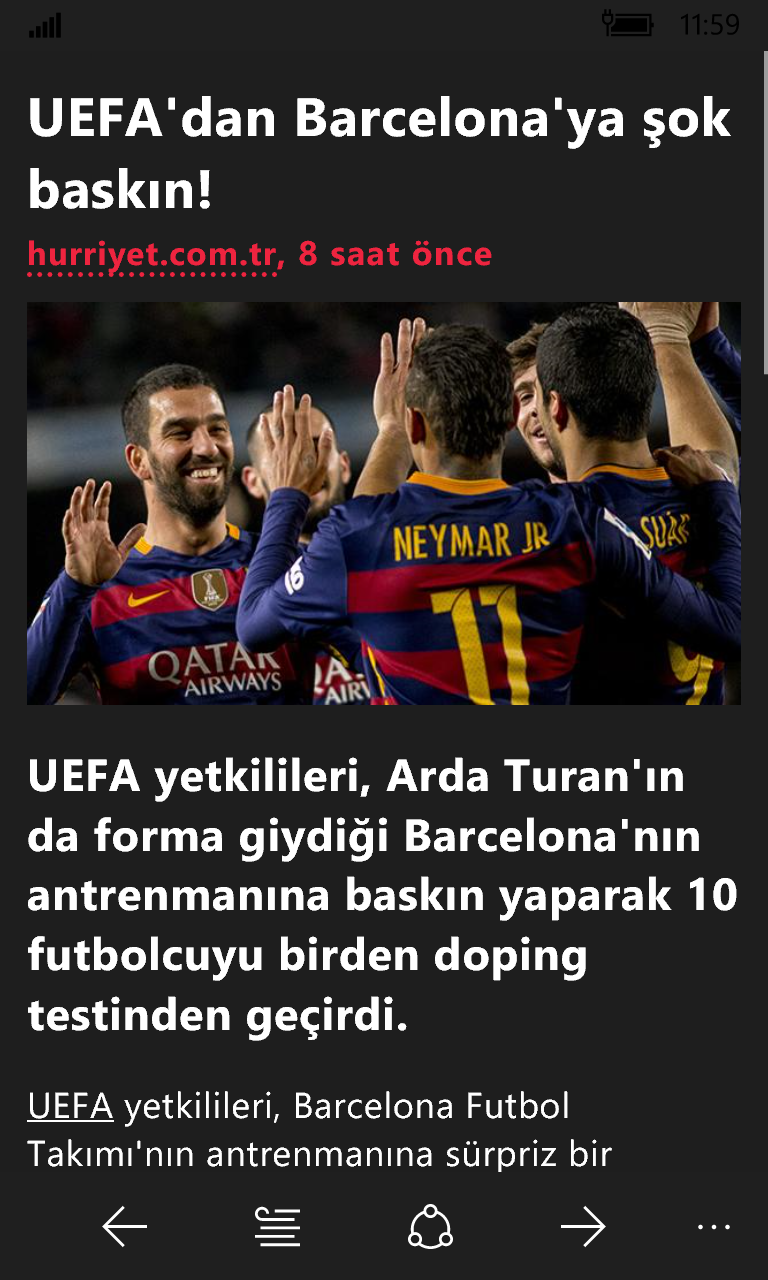 11:59
UEFA'dan Barcelona'ya şok
baskın!
hurriyet.com.tr, 8 saat önce
NEYMAR JR
11
9
QATAR
AIRWAYS
UEFA yetkilileri, Arda Turan'ın
da forma giydiği Barcelona'nın
antrenmanına baskın yaparak 10
futbolcuyu birden doping
testinden geçirdi.
UEFA yetkilileri, Barcelona Futbol
Takımı'nın antrenmanına sürpriz bir